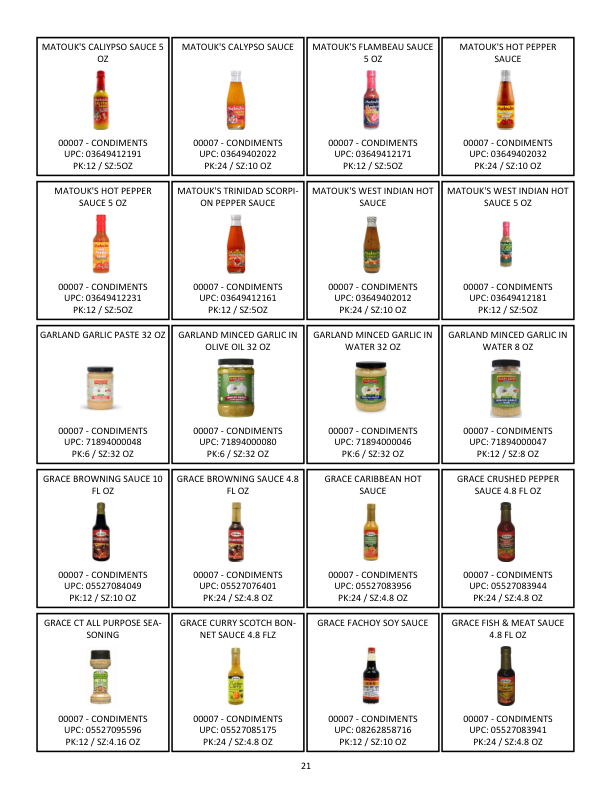 MATOUK'S CALIYPSO SAUCE 5
OZ
00007 - CONDIMENTS
UPC: 03649412191
PK:12 / SZ:5OZ
MATOUK'S CALYPSO SAUCE
00007 - CONDIMENTS
UPC: 03649402022
PK:24 / SZ:10 OZ
MATOUK'S FLAMBEAU SAUCE
5 OZ
00007 - CONDIMENTS
UPC: 03649412171
PK:12 / SZ:5OZ
MATOUK'S HOT PEPPER
SAUCE
00007 - CONDIMENTS
UPC: 03649402032
PK:24 / SZ:10 OZ
MATOUK'S HOT PEPPER
SAUCE 5 OZ
00007 - CONDIMENTS
UPC: 03649412231
PK:12 / SZ:5OZ
MATOUK'S TRINIDAD SCORPI-
ON PEPPER SAUCE
00007 - CONDIMENTS
UPC: 03649412161
PK:12 / SZ:5OZ
MATOUK'S WEST INDIAN HOT
SAUCE
00007 - CONDIMENTS
UPC: 03649402012
PK:24 / SZ:10 OZ
MATOUK'S WEST INDIAN HOT
SAUCE 5 OZ
00007 - CONDIMENTS
UPC: 03649412181
PK:12 / SZ:5OZ
GARLAND GARLIC PASTE 32 OZ
00007 - CONDIMENTS
UPC: 71894000048
PK:6 / SZ:32 OZ
GARLAND MINCED GARLIC IN
OLIVE OIL 32 OZ
00007 - CONDIMENTS
UPC: 71894000080
PK:6 / SZ:32 OZ
GARLAND MINCED GARLIC IN
WATER 32 OZ
00007 - CONDIMENTS
UPC: 71894000046
PK:6 / SZ:32 OZ
GARLAND MINCED GARLIC IN
WATER 8 OZ
00007 - CONDIMENTS
UPC: 71894000047
PK:12 / SZ:8 OZ
GRACE BROWNING SAUCE 10
FL OZ
00007 - CONDIMENTS
UPC: 05527084049
PK:12 / SZ:10 OZ
GRACE BROWNING SAUCE 4.8
FL OZ
00007 - CONDIMENTS
UPC: 05527076401
PK:24 / SZ:4.8 OZ
GRACE CARIBBEAN HOT
SAUCE
00007 - CONDIMENTS
UPC: 05527083956
PK:24 / SZ:4.8 OZ
GRACE CRUSHED PEPPER
SAUCE 4.8 FL OZ
00007 - CONDIMENTS
UPC: 05527083944
PK:24 / SZ:4.8 OZ
GRACE CT ALL PURPOSE SEA-
SONING
00007 - CONDIMENTS
UPC: 05527095596
PK:12 / SZ:4.16 OZ
GRACE CURRY SCOTCH BON-
NET SAUCE 4.8 FLZ
00007 - CONDIMENTS
UPC: 05527085175
PK:24 / SZ:4.8 OZ
GRACE FACHOY SOY SAUCE
00007 - CONDIMENTS
UPC: 08262858716
PK:12 / SZ:10 OZ
GRACE FISH & MEAT SAUCE
4.8 FL OZ
00007 - CONDIMENTS
UPC: 05527083941
PK:24 / SZ:4.8 OZ
21